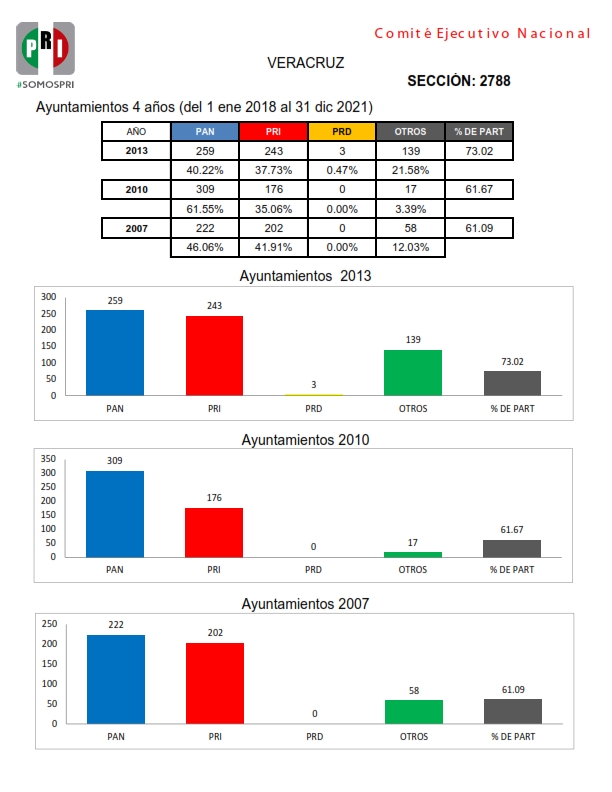 Comité Ejecutivo Nacional
PRI
#SOMOSPRI
VERACRUZ
SECCIÓN: 2788
Ayuntamientos 4 años (del 1 ene 2018 al 31 dic 2021)
AÑO PAN PRI PRD OTROS % DE PART
2013 259 243 3 139 73.02
40.22% 37.73% 0.47% 21.58%
2010 309 176 0 17 61.67
61.55% 35.06% 0.00% 3.39%
2007 222 202 0 58 61.09
46.06% 41.91% 0.00% 12.03%
Ayuntamientos 2013
300
250
200
150
100
50
0
259 243 3 139 73.02
PAN PRI PRD OTROS % DE PART
Ayuntamientos 2010
350
300
250
200
150
100
50
0
309 176 0 17 61.67
PAN PRI PRD OTROS % DE PART
Ayuntamientos 2007
250
200
150
100
50
0
222 202 0 58 61.09
PAN PRI PRD OTROS % DE PART